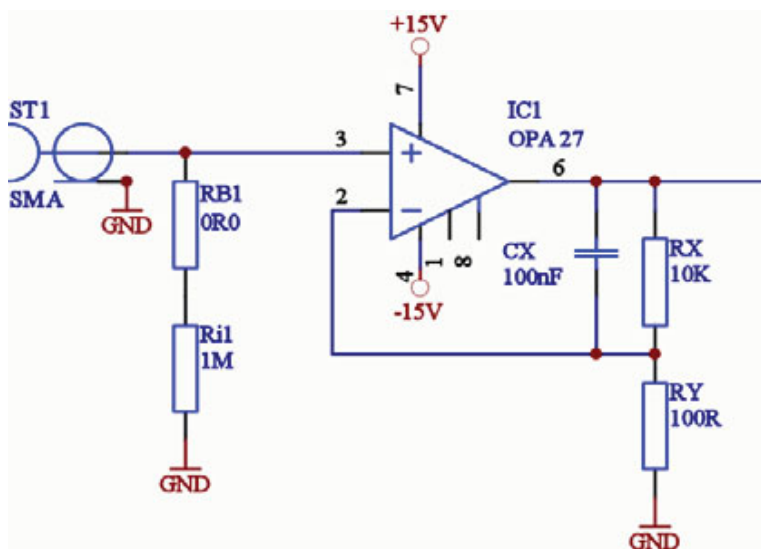 +15V
ST1
7
IC1
OPA 27
3
+
6
SMA
GND
RB1
0R0
2
−
CX
100nF
RX
10K
4
1
8
-15V
Ri1
1M
RY
100R
GND
GND